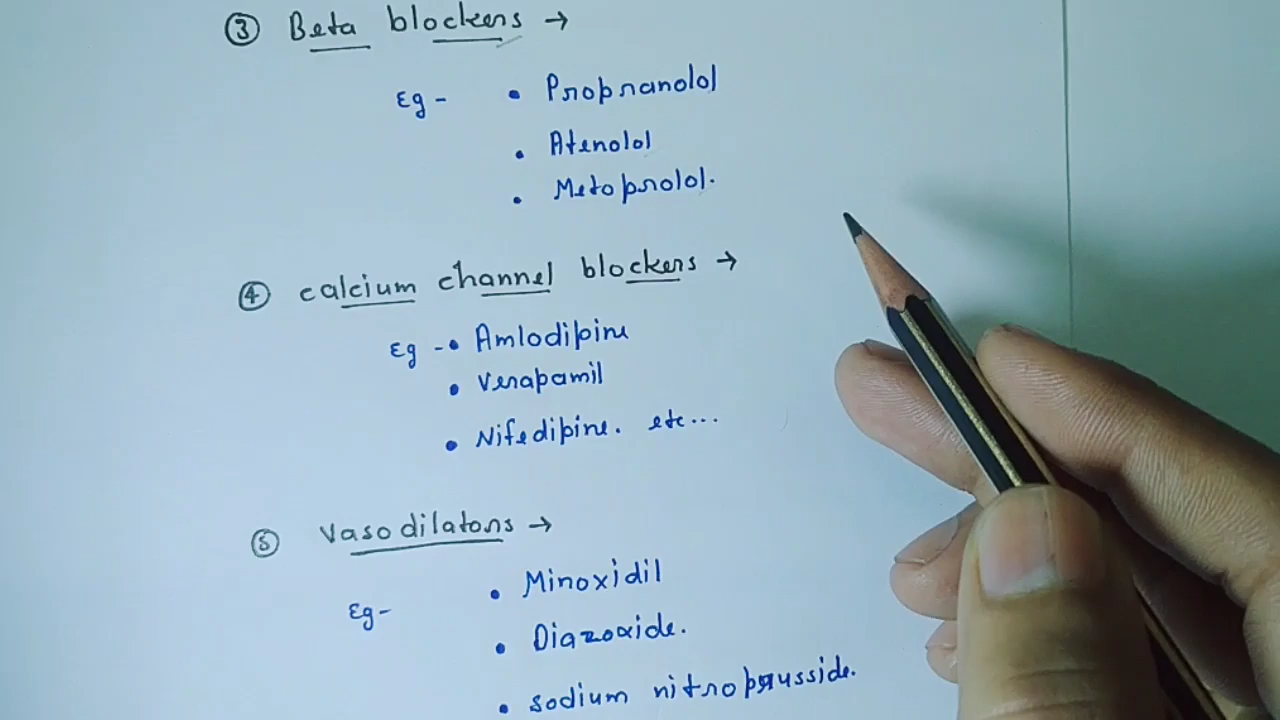 ③ Beta blockers →
Eg - • Propranolol
• Atenolol
• Metoprolol.
④ calcium channel blockers →
Eg - • Amlodipine
• Verapamil
• Nifedipine. etc...
⑤ Vasodilators →
Eg - • Minoxidil
• Diazoxide.
• sodium nitroprusside.